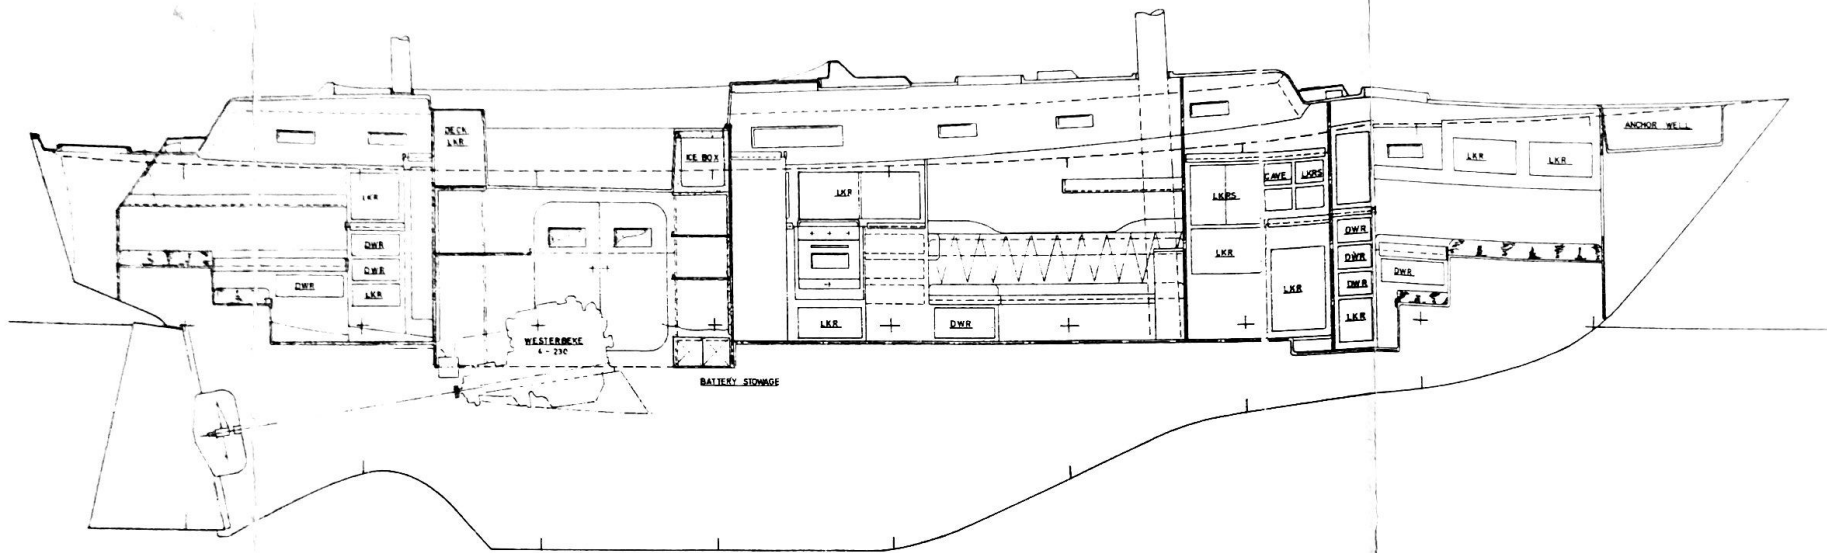 DECK
LKR
ICE BOX
ANCHOR WELL
LKR
LKR
LKR
LKR
LKRS
CAVE
LKRS
DWR
DWR
DWR
LKR
LKR
DWR
DWR
DWR
LKR
LKR
DWR
LKR
DWR
WESTERBEKE
4 - 230
BATTERY STOWAGE